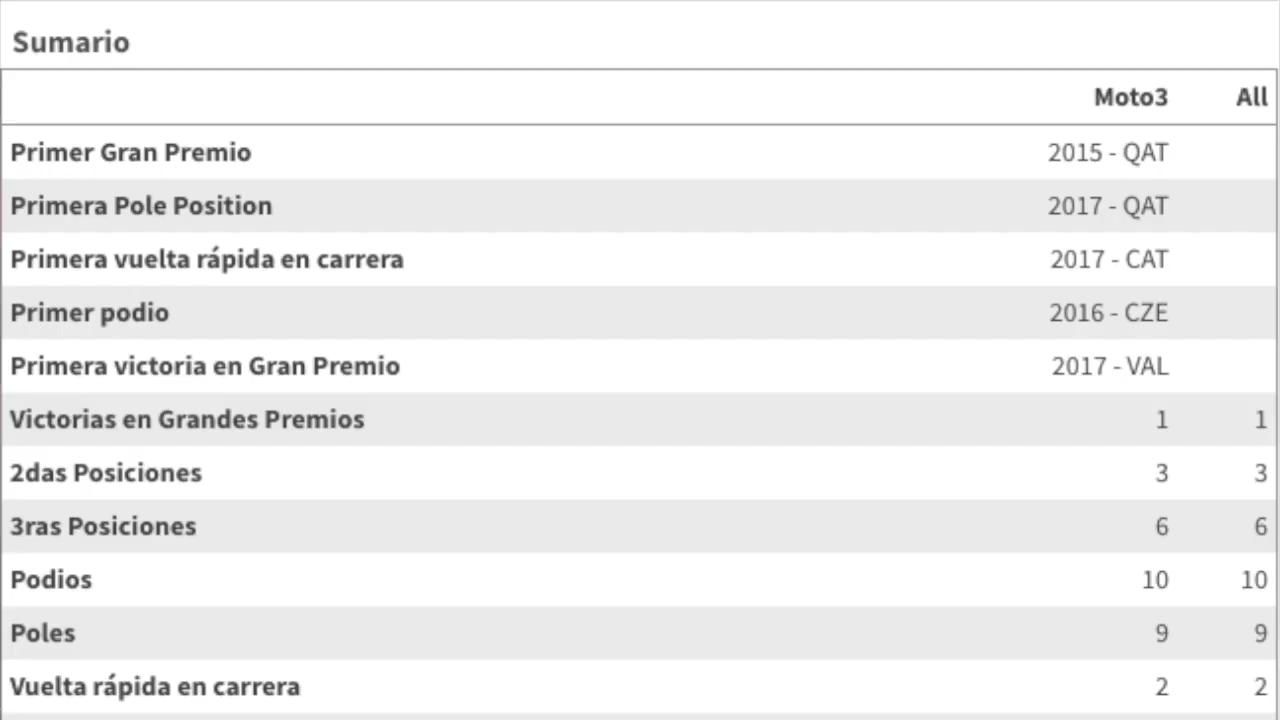 Sumario
Moto3 All
Primer Gran Premio 2015 - QAT
Primera Pole Position 2017 - QAT
Primera vuelta rápida en carrera 2017 - CAT
Primer podio 2016 - CZE
Primera victoria en Gran Premio 2017 - VAL
Victorias en Grandes Premios 1 1
2das Posiciones 3 3
3ras Posiciones 6 6
Podios 10 10
Poles 9 9
Vuelta rápida en carrera 2 2